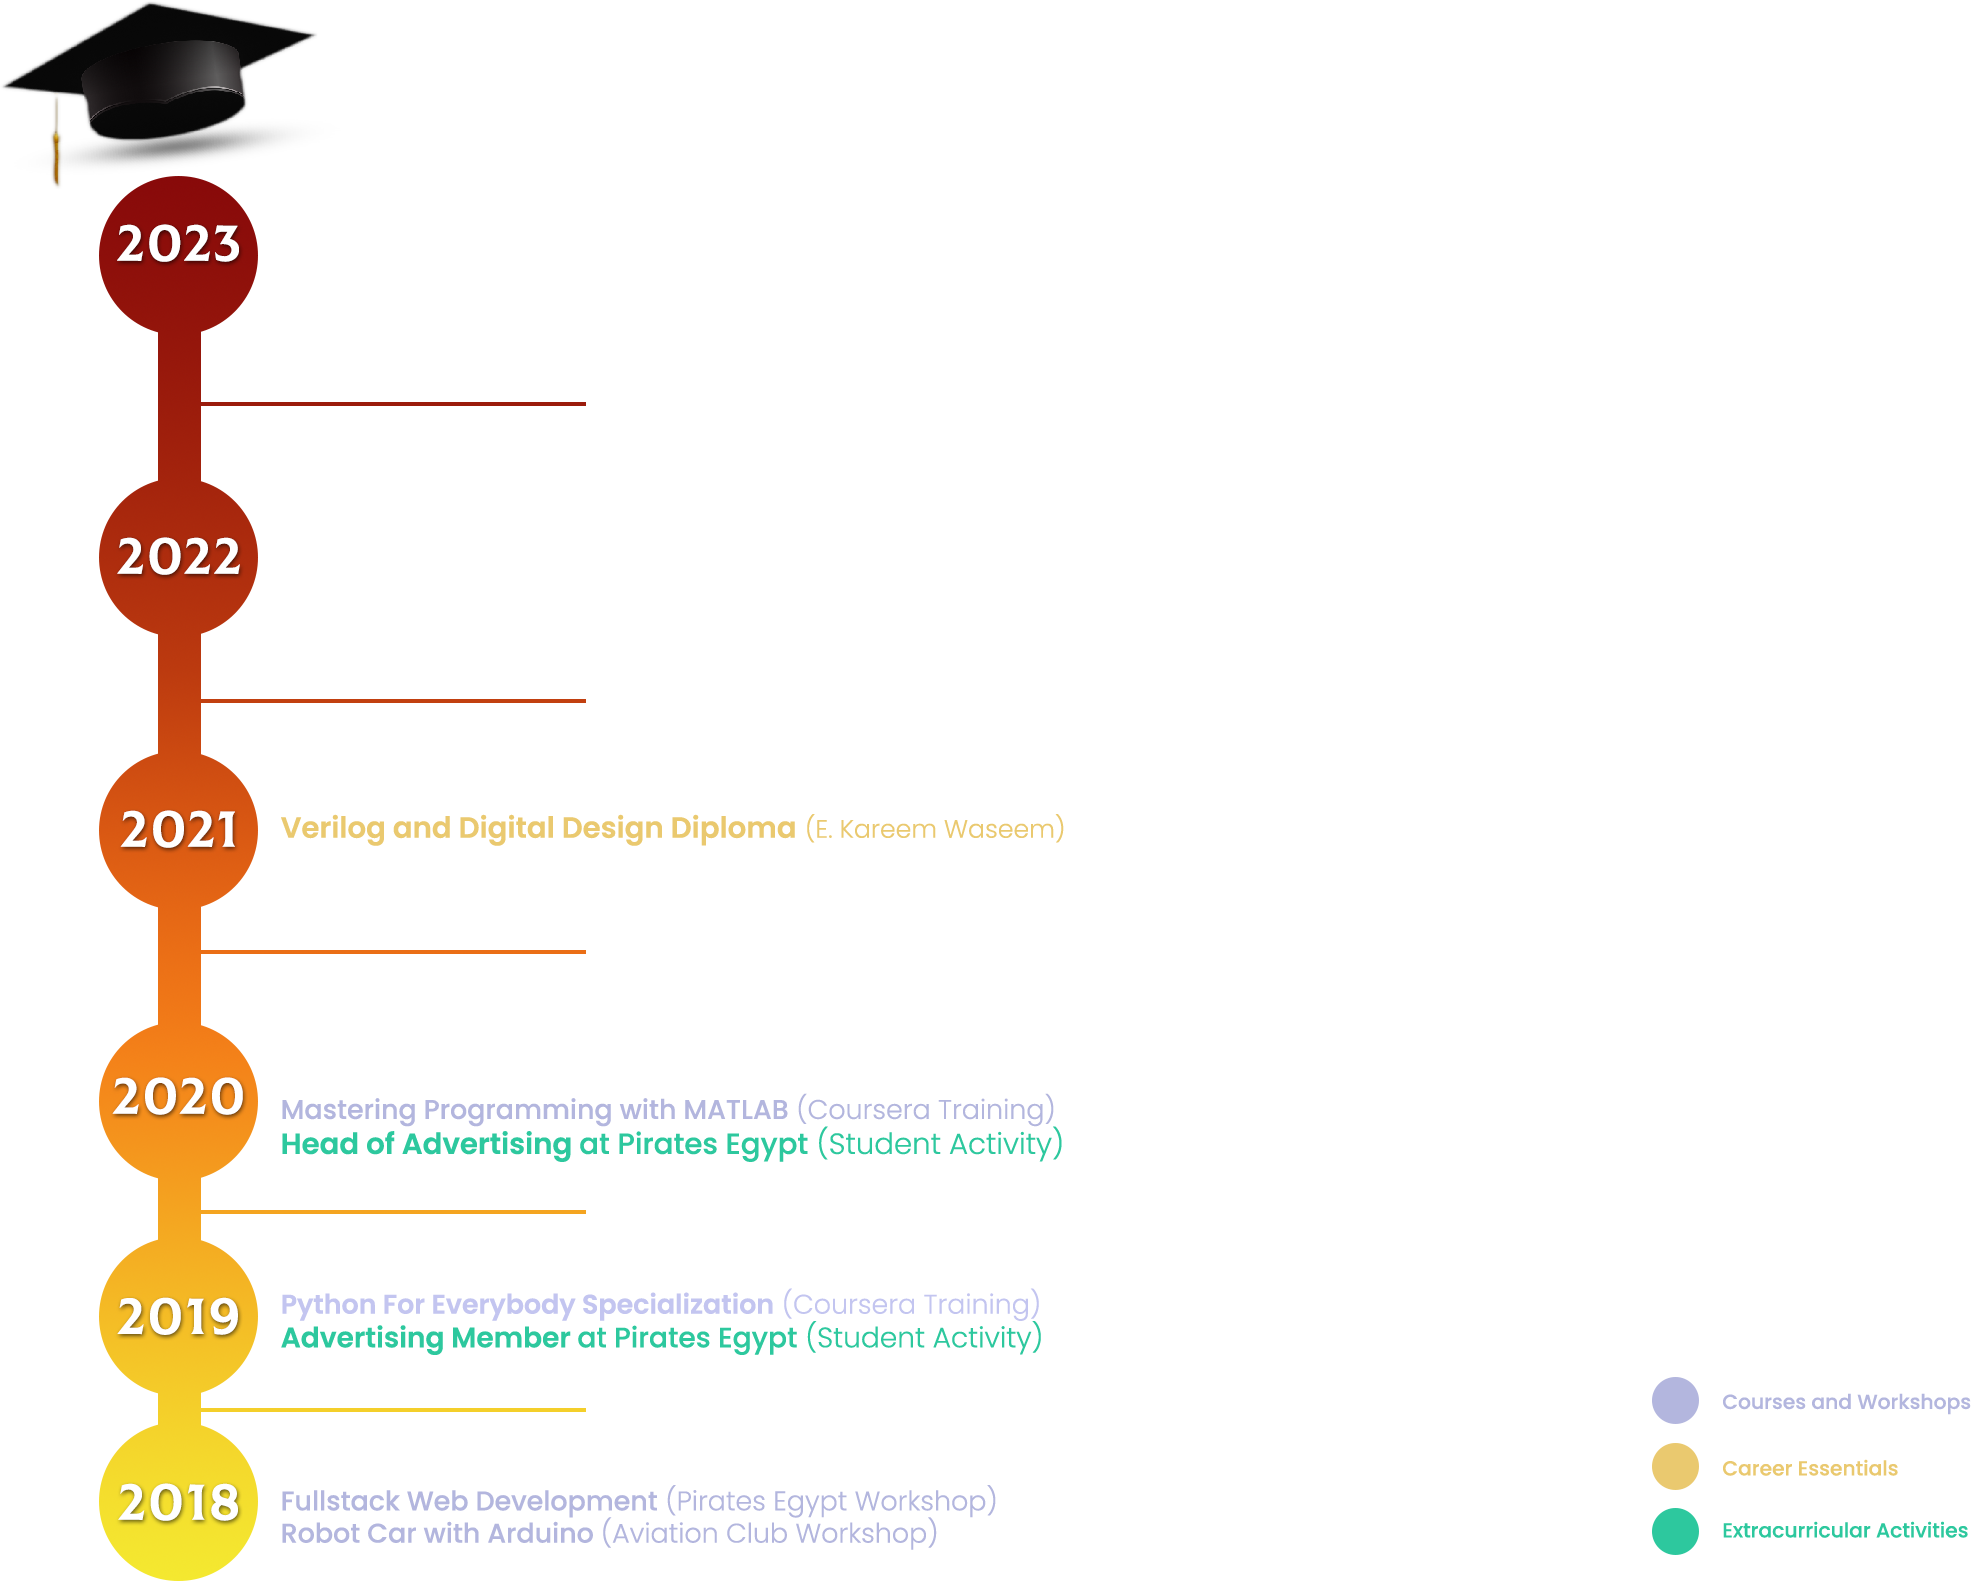 2023
2022
2021
Verilog and Digital Design Diploma (E. Kareem Waseem)
2020
Mastering Programming with MATLAB (Coursera Training)
Head of Advertising at Pirates Egypt (Student Activity)
2019
Python For Everybody Specialization (Coursera Training)
Advertising Member at Pirates Egypt (Student Activity)
2018
Fullstack Web Development (Pirates Egypt Workshop)
Robot Car with Arduino (Aviation Club Workshop)
Courses and Workshops
Career Essentials
Extracurricular Activities